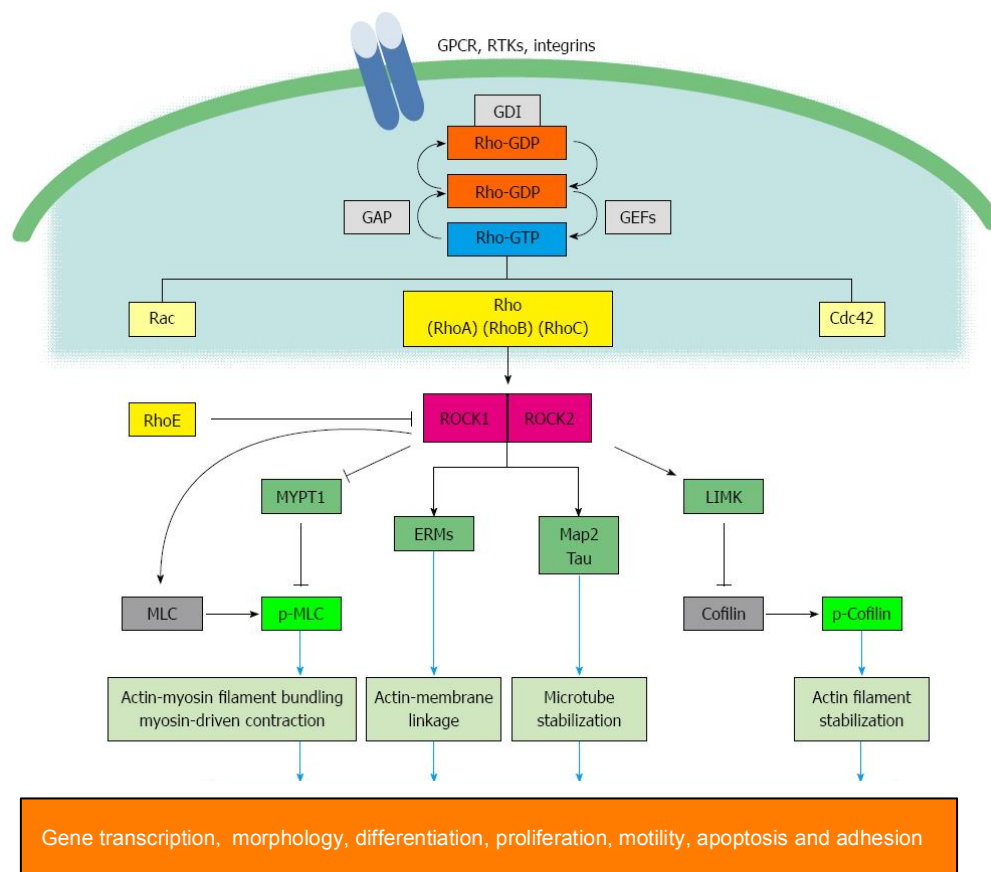 GPCR, RTKs, integrins
GDI
Rho-GDP
Rho-GDP
GAP
GEFs
Rho-GTP
Rac
Rho
(RhoA) (RhoB) (RhoC)
Cdc42
RhoE
ROCK1
ROCK2
MYPT1
LIMK
ERMs
Map2
Tau
MLC
p-MLC
Cofilin
p-Cofilin
Actin-myosin filament bundling
myosin-driven contraction
Actin-membrane
linkage
Microtube
stabilization
Actin filament
stabilization
Gene transcription, morphology, differentiation, proliferation, motility, apoptosis and adhesion